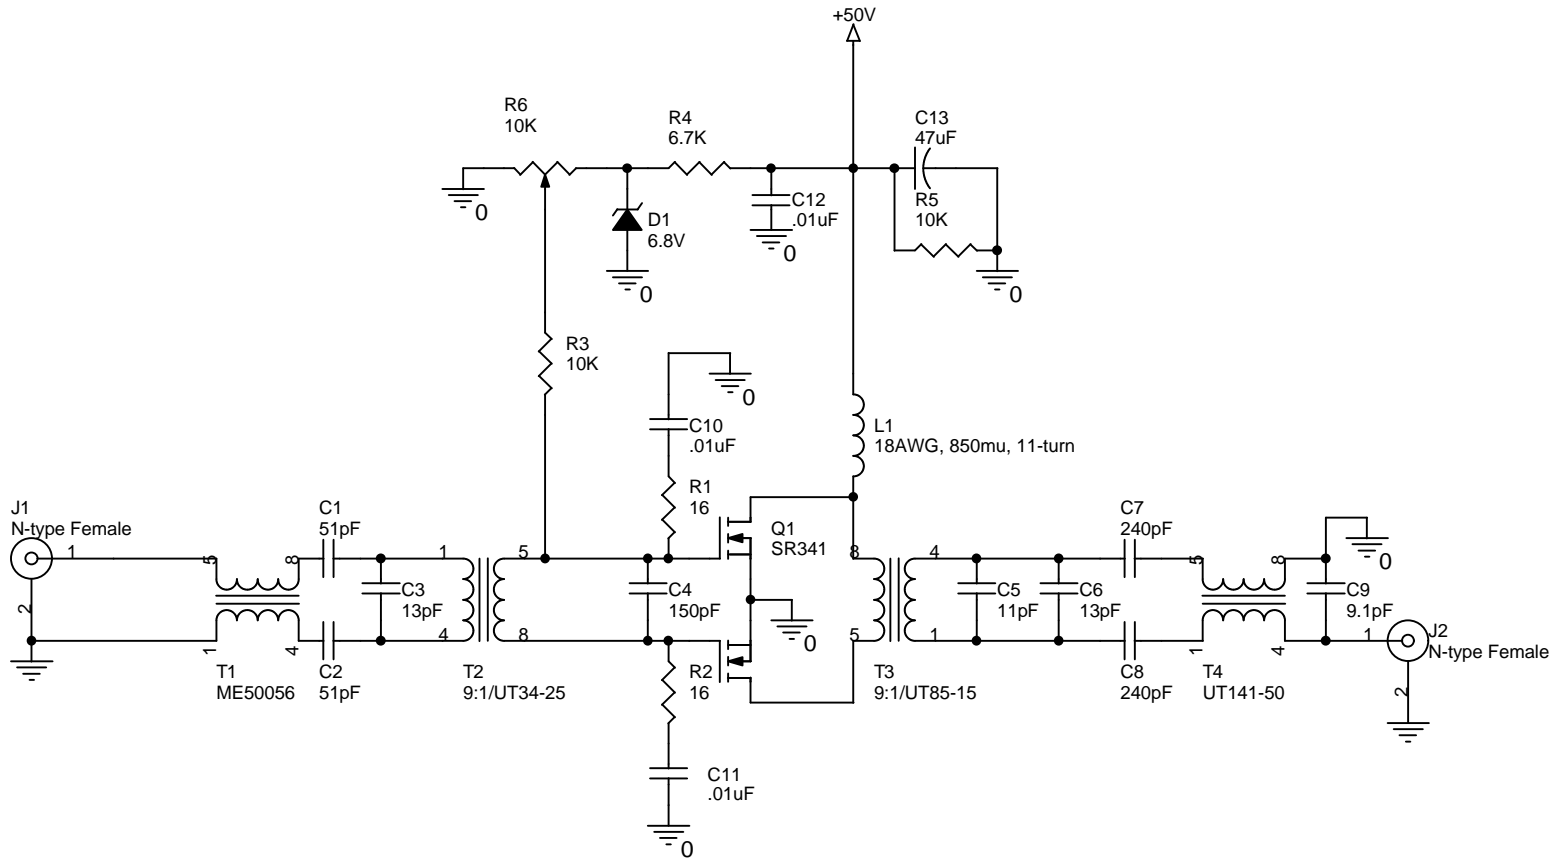 +50V
R6
10K
R4
6.7K
C13
47uF
0
D1
6.8V
0
C12
.01uF
0
R5
10K
0
R3
10K
0
C10
.01uF
L1
18AWG, 850mu, 11-turn
R1
16
J1
N-type Female
1
2
5
8
1
4
T1
ME50056
C1
51pF
C2
51pF
C3
13pF
1
4
5
8
T2
9:1/UT34-25
C4
150pF
Q1
SR341
0
R2
16
C11
.01uF
0
8
5
4
1
T3
9:1/UT85-15
C5
11pF
C6
13pF
C7
240pF
C8
240pF
5
8
1
4
T4
UT141-50
0
C9
9.1pF
1
J2
N-type Female
2